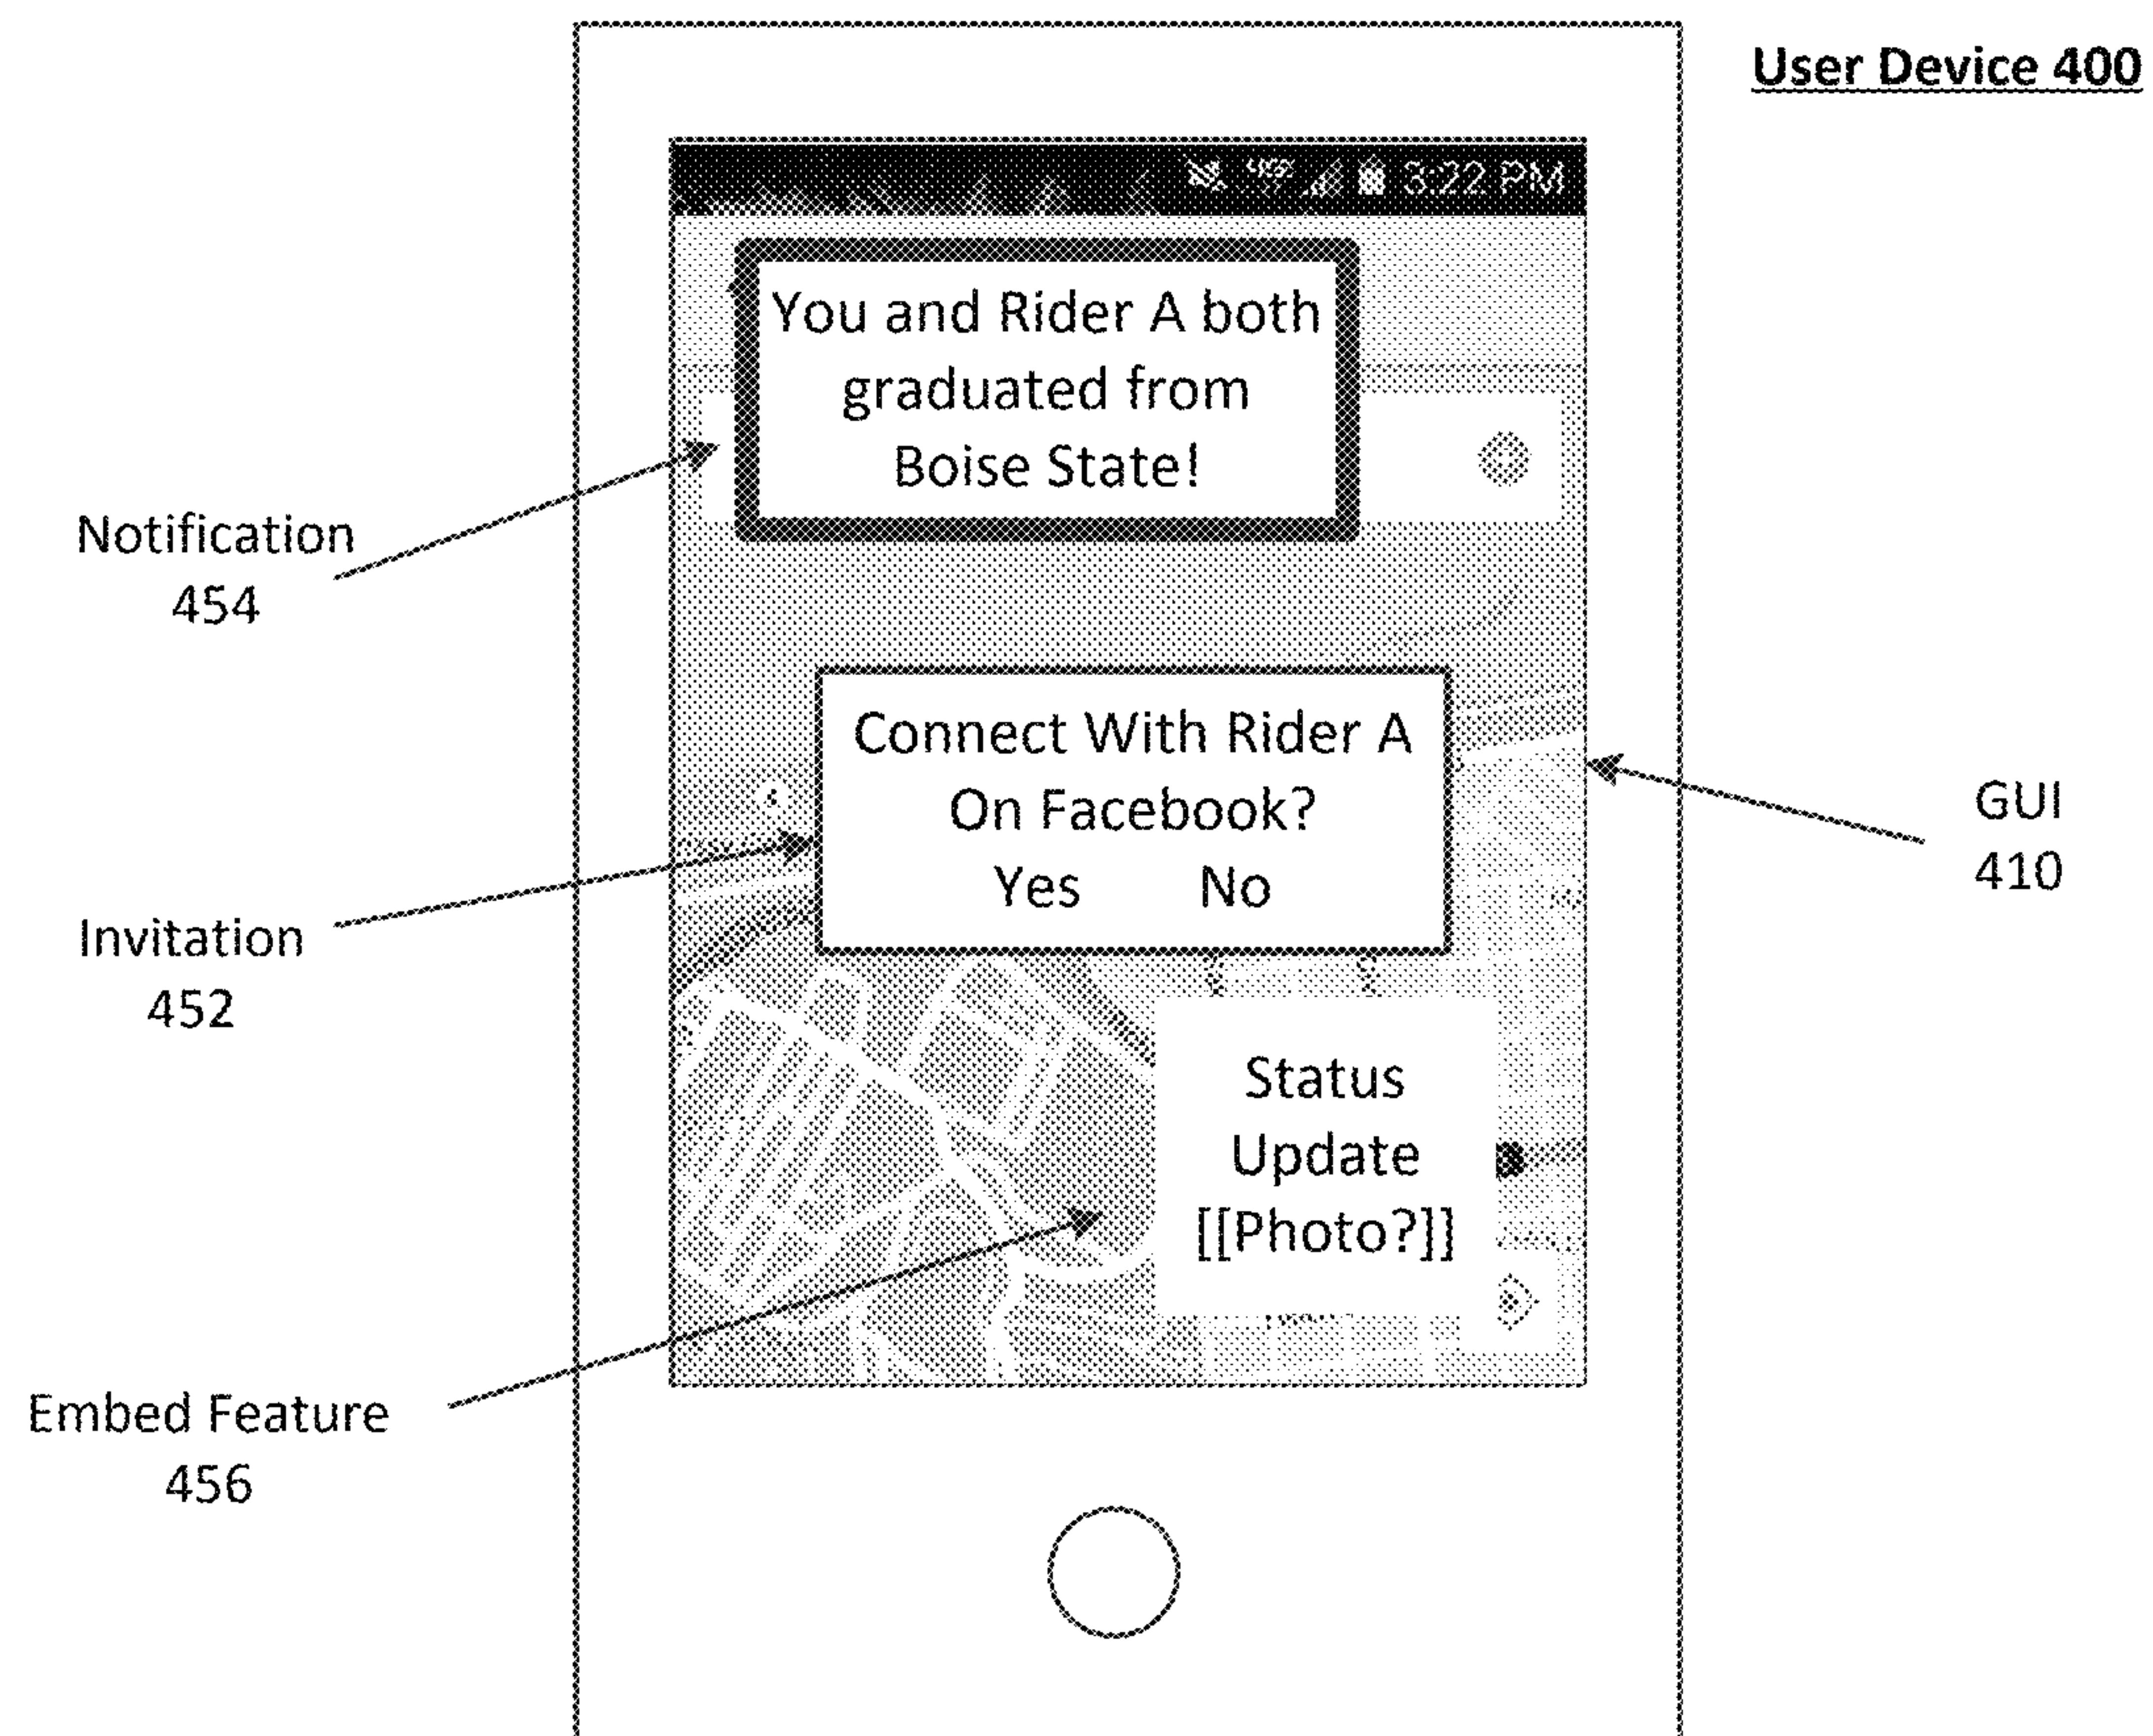 User Device 400
3:22 PM
You and Rider A both
graduated from
Boise State!
Notification
454
Connect With Rider A
On Facebook?
Yes No
GUI
410
Invitation
452
Status
Update
[[Photo?]]
Embed Feature
456